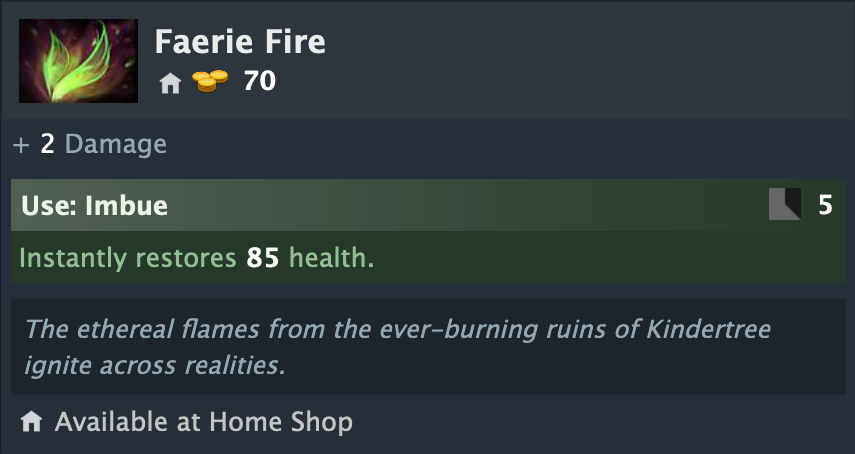 Faerie Fire
70
+ 2 Damage
Use: Imbue 5
Instantly restores 85 health.
The ethereal flames from the ever-burning ruins of Kindertree
ignite across realities.
Available at Home Shop